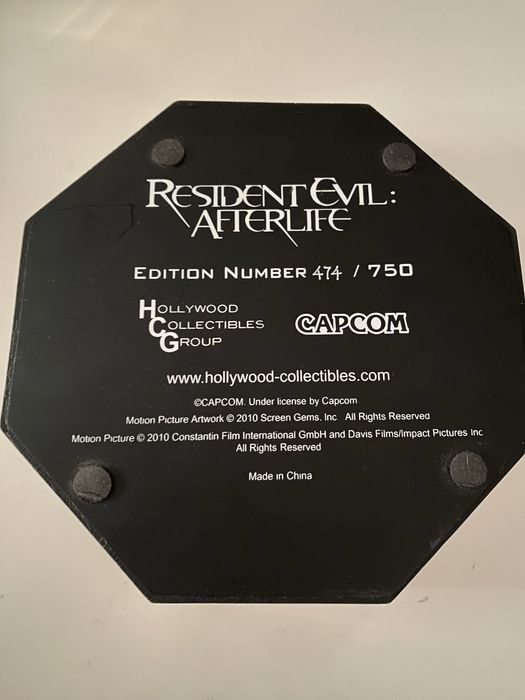 RESIDENT EVIL:
AFTERLIFE
EDITION NUMBER 474 / 750
HOLLYWOOD
COLLECTIBLES
GROUP
CAPCOM
www.hollywood-collectibles.com
©CAPCOM. Under license by Capcom
Motion Picture Artwork © 2010 Screen Gems, Inc. All Rights Reserved
Motion Picture © 2010 Constantin Film International GmbH and Davis Films/Impact Pictures Inc
All Rights Reserved
Made in China